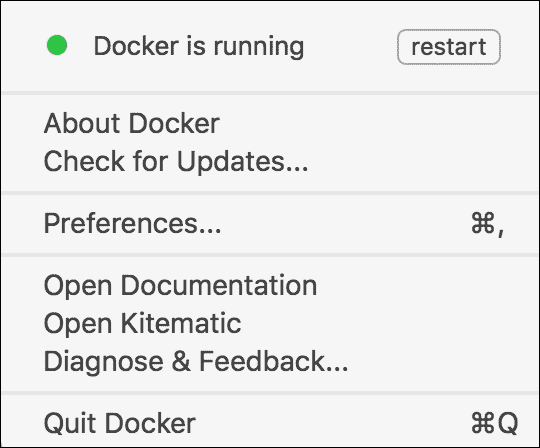 Docker is running restart
About Docker
Check for Updates...
Preferences... ⌘,
Open Documentation
Open Kitematic
Diagnose & Feedback...
Quit Docker ⌘Q